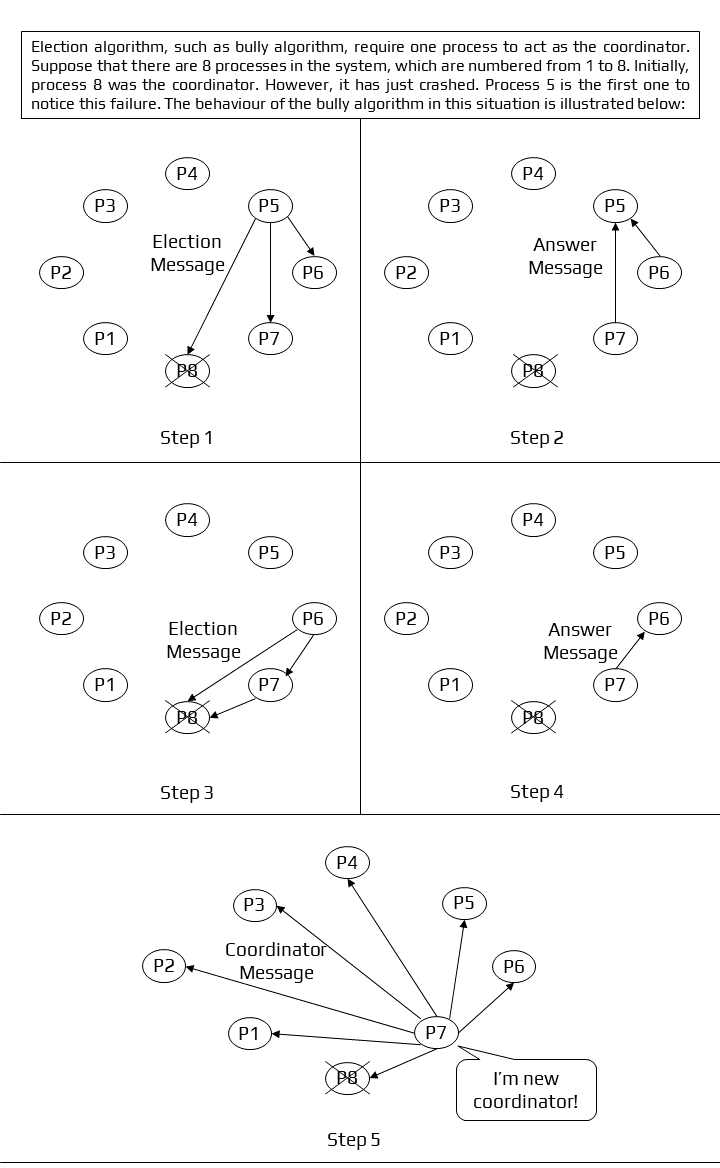 Election algorithm, such as bully algorithm, require one process to act as the coordinator.
Suppose that there are 8 processes in the system, which are numbered from 1 to 8. Initially,
process 8 was the coordinator. However, it has just crashed. Process 5 is the first one to
notice this failure. The behaviour of the bully algorithm in this situation is illustrated below:
P4
P3
P5
Election
Message
P2
P6
P1
P7
P8
Step 1
P4
P3
P5
Answer
Message
P2
P6
P1
P7
P8
Step 2
P4
P3
P5
P2
P6
Election
Message
P1
P7
P8
Step 3
P4
P3
P5
P2
P6
Answer
Message
P1
P7
P8
Step 4
P4
P3
P5
Coordinator
Message
P2
P6
P1
P7
P8
I'm new
coordinator!
Step 5